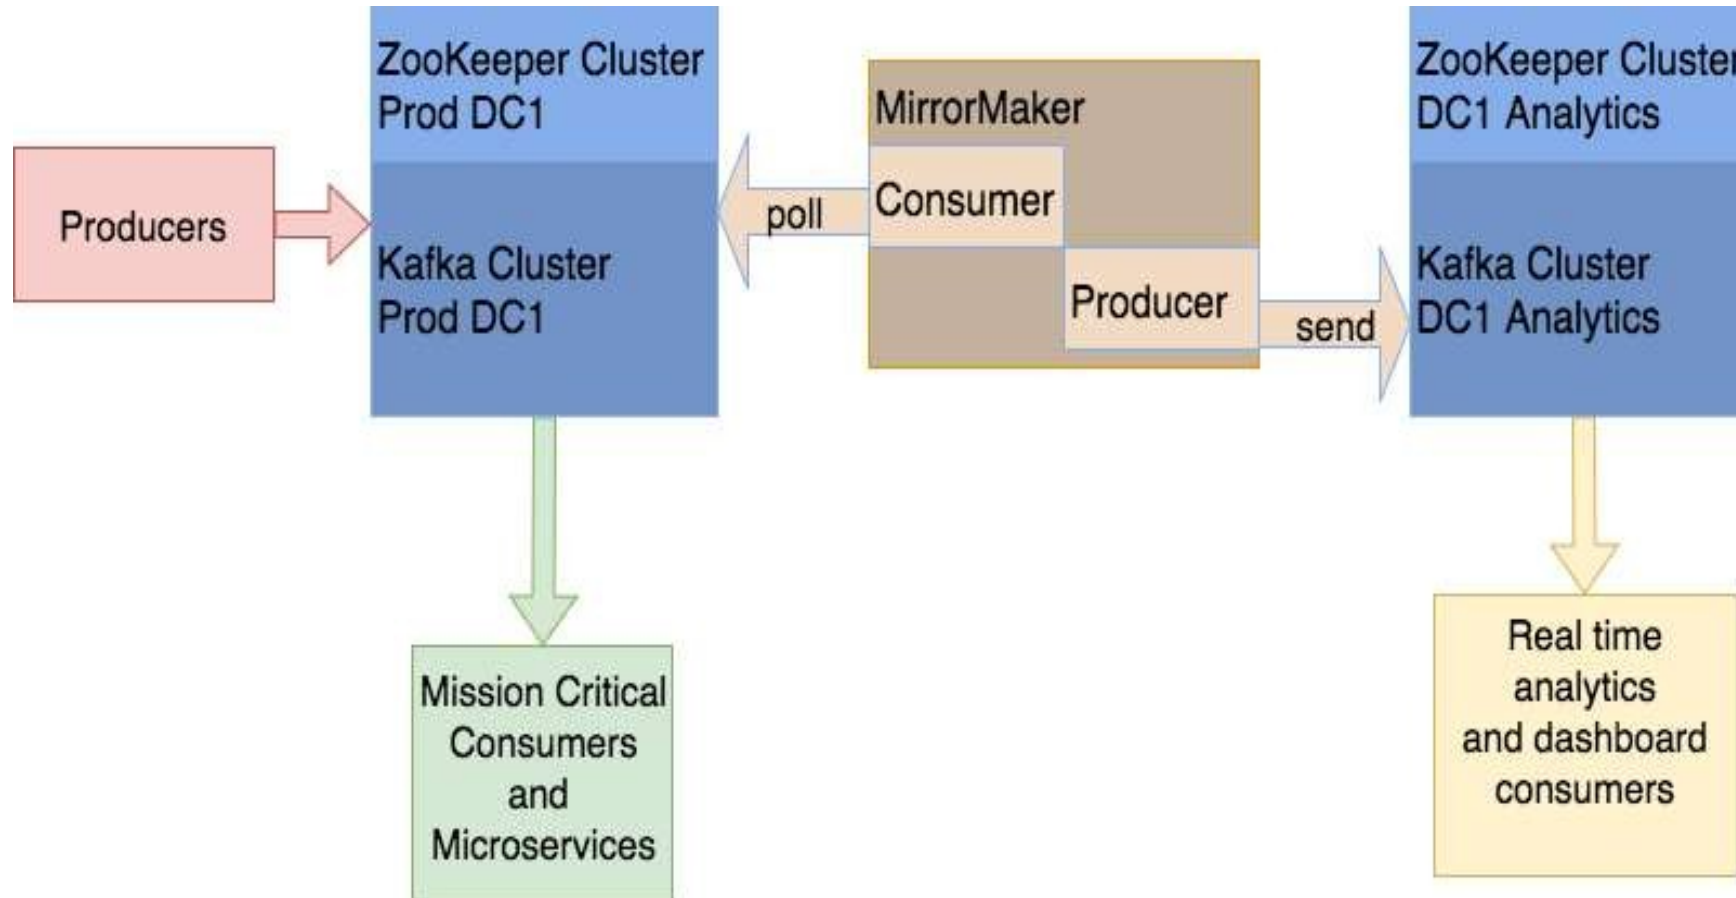 Producers
ZooKeeper Cluster
Prod DC1
Kafka Cluster
Prod DC1
poll
MirrorMaker
Consumer
Producer
send
ZooKeeper Cluster
DC1 Analytics
Kafka Cluster
DC1 Analytics
Mission Critical
Consumers
and
Microservices
Real time
analytics
and dashboard
consumers